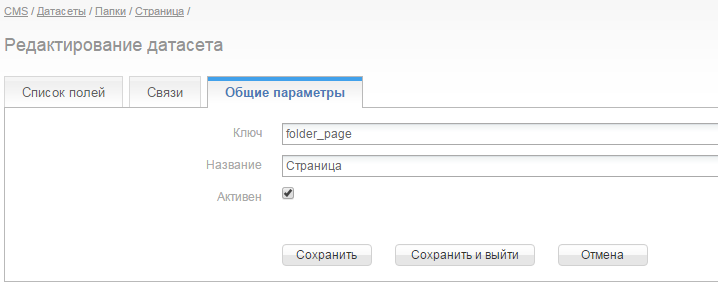 CMS / Датасеты / Папки / Страница /
Редактирование датасета
Список полей Связи Общие параметры
Ключ folder_page
Название Страница
Активен
Сохранить Сохранить и выйти Отмена